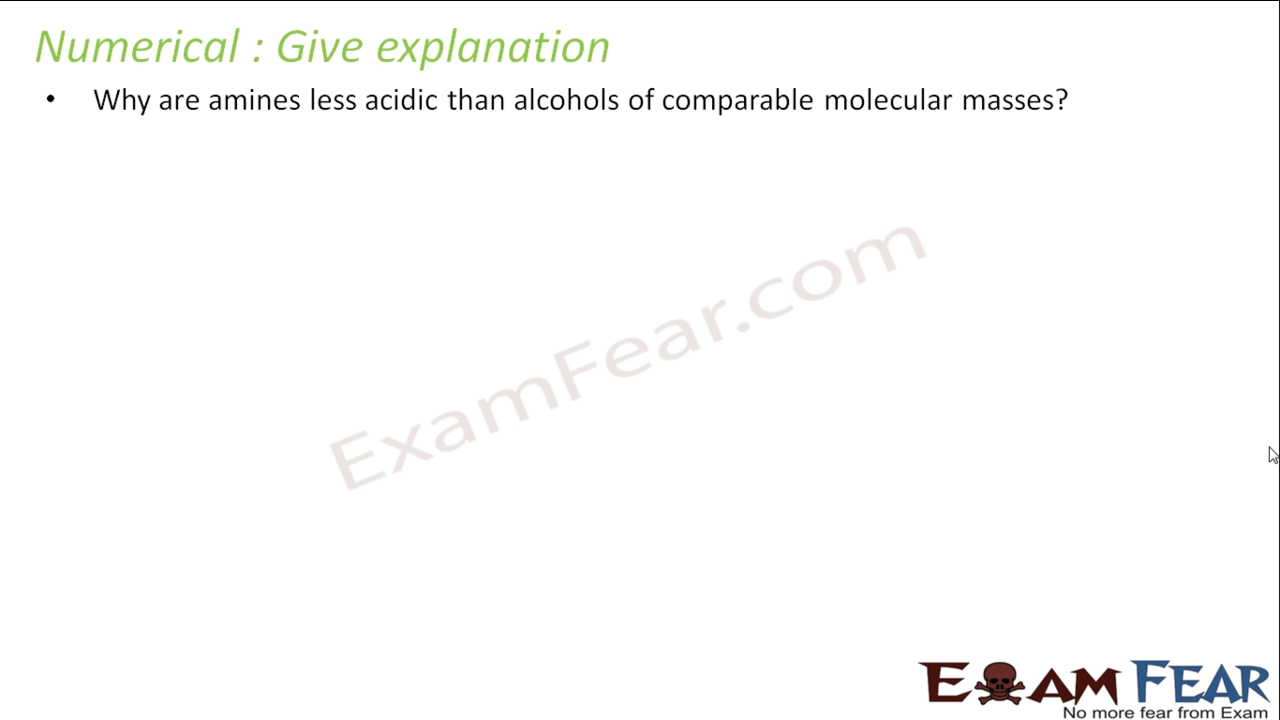 Numerical : Give explanation
• Why are amines less acidic than alcohols of comparable molecular masses?
ExamFear.com
EXAM FEAR
No more fear from Exam